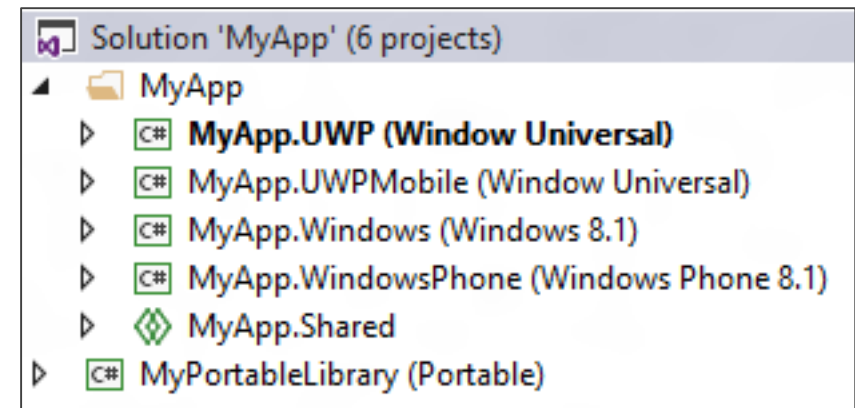 Solution 'MyApp' (6 projects)
MyApp
C# MyApp.UWP (Window Universal)
C# MyApp.UWPMobile (Window Universal)
C# MyApp.Windows (Windows 8.1)
C# MyApp.WindowsPhone (Windows Phone 8.1)
MyApp.Shared
C# MyPortableLibrary (Portable)